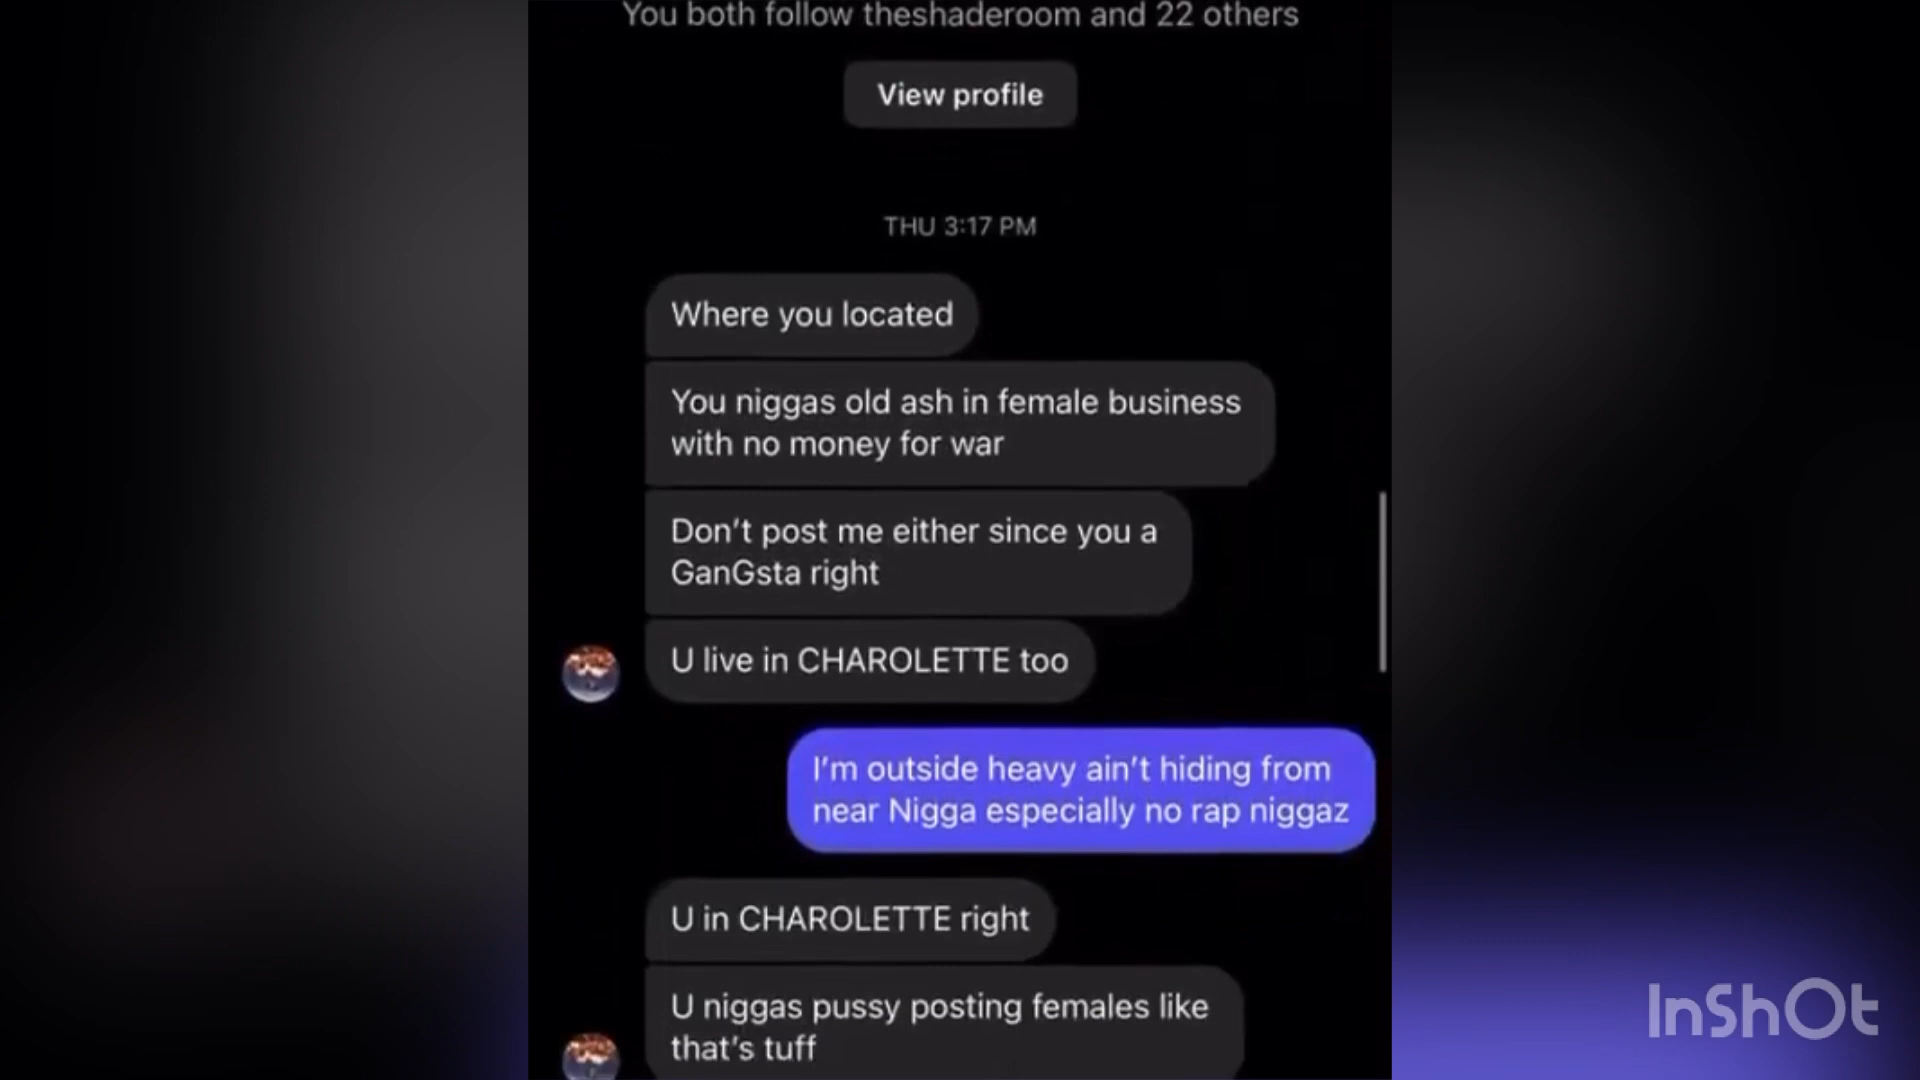 You both follow theshaderoom and 22 others
View profile
THU 3:17 PM
Where you located
You niggas old ash in female business
with no money for war
Don't post me either since you a
GanGsta right
U live in CHAROLETTE too
I'm outside heavy ain't hiding from
near Nigga especially no rap niggaz
U in CHAROLETTE right
U niggas pussy posting females like
that's tuff
InShOt